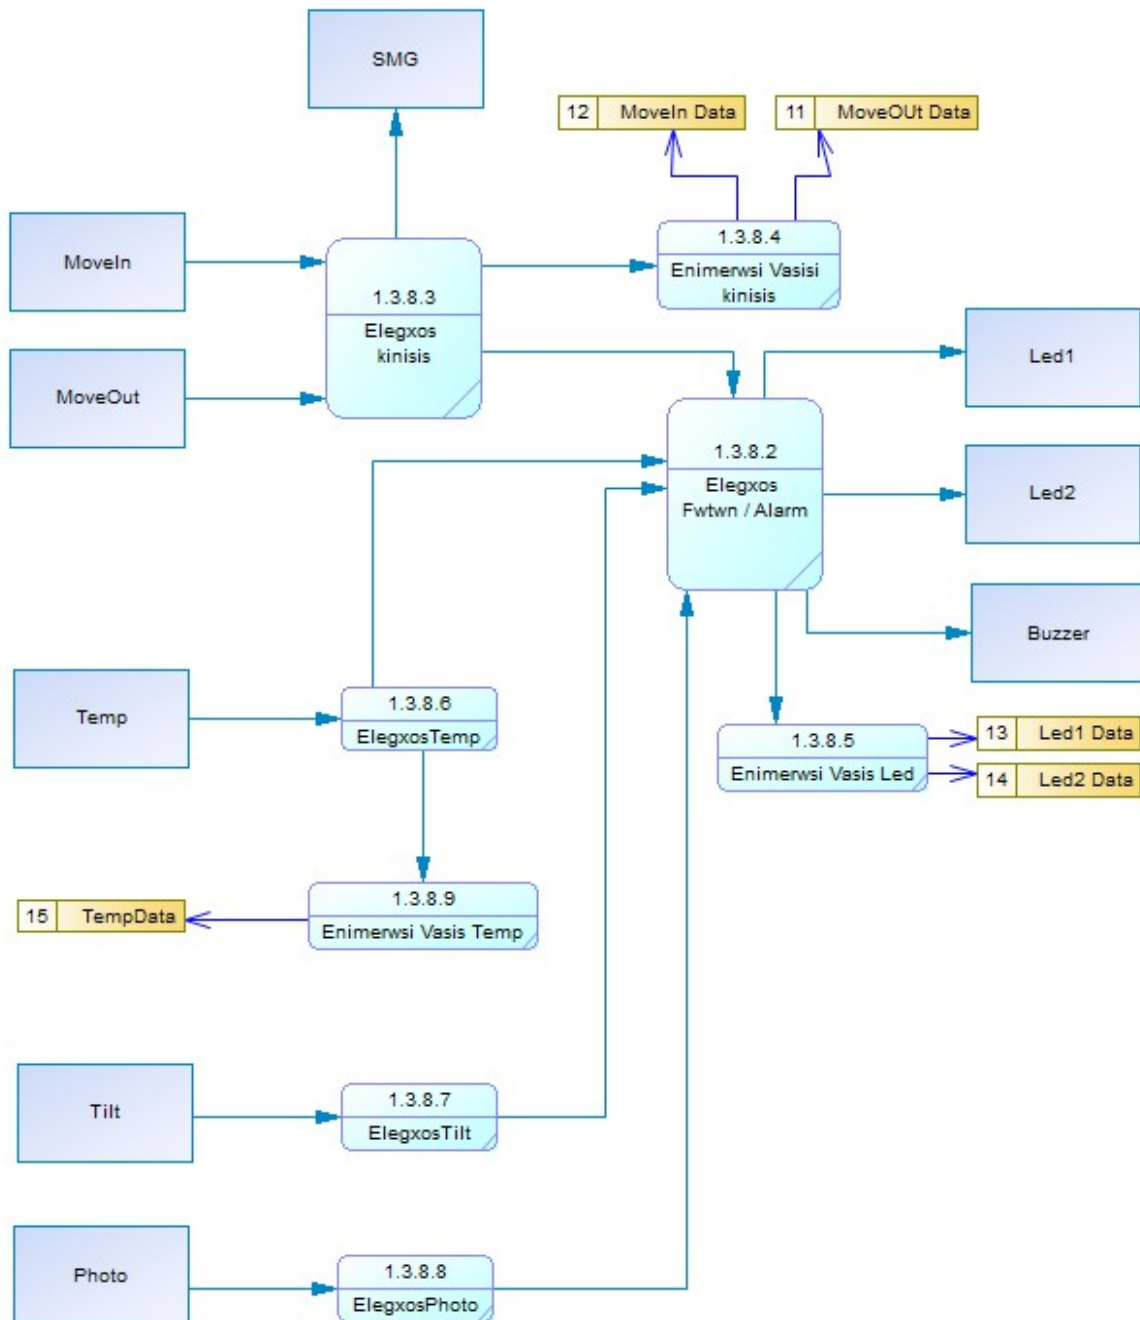 SMG
12 MoveIn Data
11 MoveOUt Data
MoveIn
1.3.8.4
Enimerwsi Vasisi
kinisis
1.3.8.3
Elegxos
kinisis
MoveOut
Led1
1.3.8.2
Elegxos
Fwtwn / Alarm
Led2
Buzzer
Temp
1.3.8.6
ElegxosTemp
1.3.8.5
Enimerwsi Vasis Led
13 Led1 Data
14 Led2 Data
1.3.8.9
Enimerwsi Vasis Temp
15 TempData
Tilt
1.3.8.7
ElegxosTilt
Photo
1.3.8.8
ElegxosPhoto